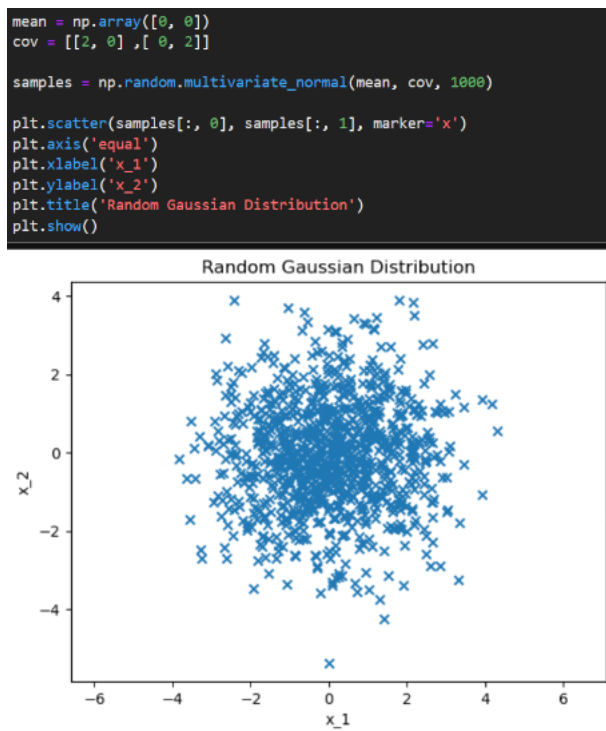 mean = np.array([0, 0])
cov = [[2, 0] ,[ 0, 2]]
samples = np.random.multivariate_normal(mean, cov, 1000)
plt.scatter(samples[:, 0], samples[:, 1], marker='x')
plt.axis('equal')
plt.xlabel('x_1')
plt.ylabel('x_2')
plt.title('Random Gaussian Distribution')
plt.show()
Random Gaussian Distribution
4
2
0
−2
−4
x_2
−6 −4 −2 0 2 4 6
x_1